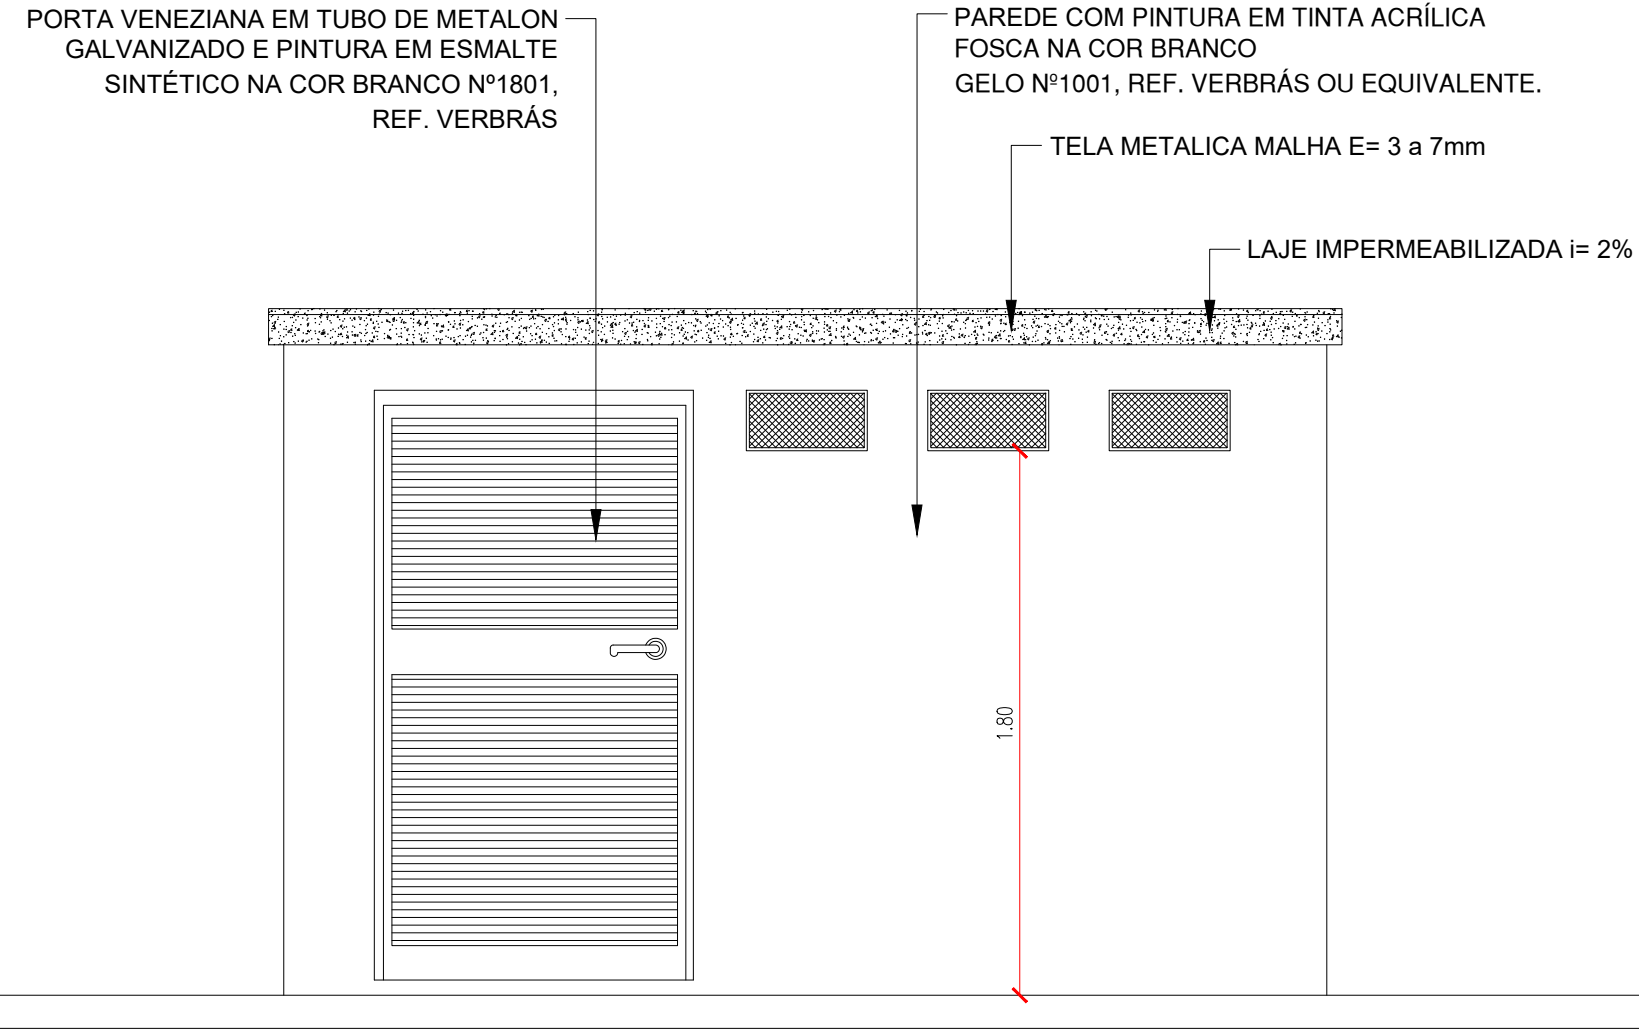 PORTA VENEZIANA EM TUBO DE METALON
GALVANIZADO E PINTURA EM ESMALTE
SINTÉTICO NA COR BRANCO Nº1801,
REF. VERBRÁS
PAREDE COM PINTURA EM TINTA ACRÍLICA
FOSCA NA COR BRANCO
GELO Nº1001, REF. VERBRÁS OU EQUIVALENTE.
TELA METALICA MALHA E= 3 a 7mm
LAJE IMPERMEABILIZADA i= 2%
1.80